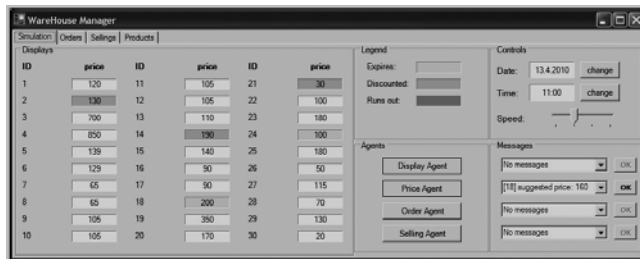 WareHouse Manager
Simulation Orders Sellings Products
Displays
ID price ID price ID price
1 120 11 105 21 30
2 130 12 105 22 100
3 700 13 110 23 180
4 850 14 190 24 100
5 139 15 140 25 180
6 129 16 90 26 50
7 65 17 90 27 115
8 65 18 200 28 70
9 105 19 350 29 130
10 105 20 170 30 20
Legend
Expires:
Discounted:
Runs out:
Controls
Date: 13.4.2010 change
Time: 11:00 change
Speed:
Agents
Display Agent
Price Agent
Order Agent
Selling Agent
Messages
No messages OK
[18] suggested price: 160 OK
No messages OK
No messages OK